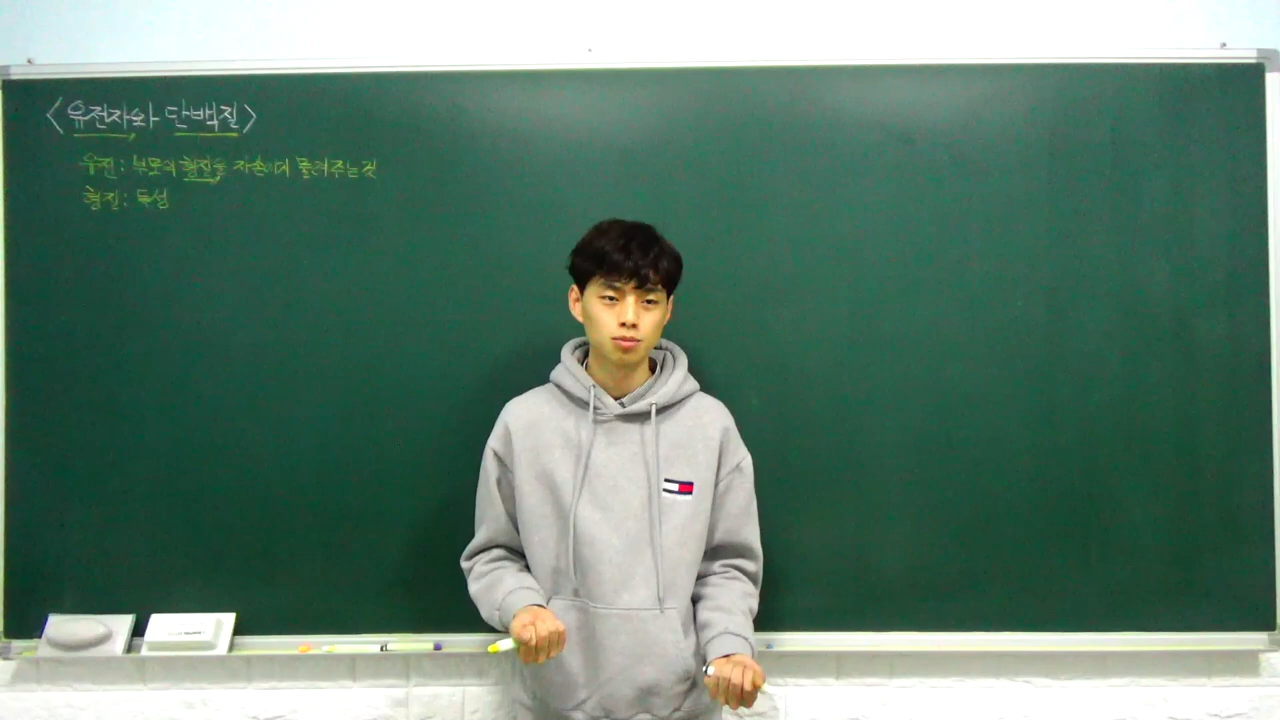 <유전자와 단백질>
유전: 부모의 형질을 자손에게 물려주는 것
형질: 특성